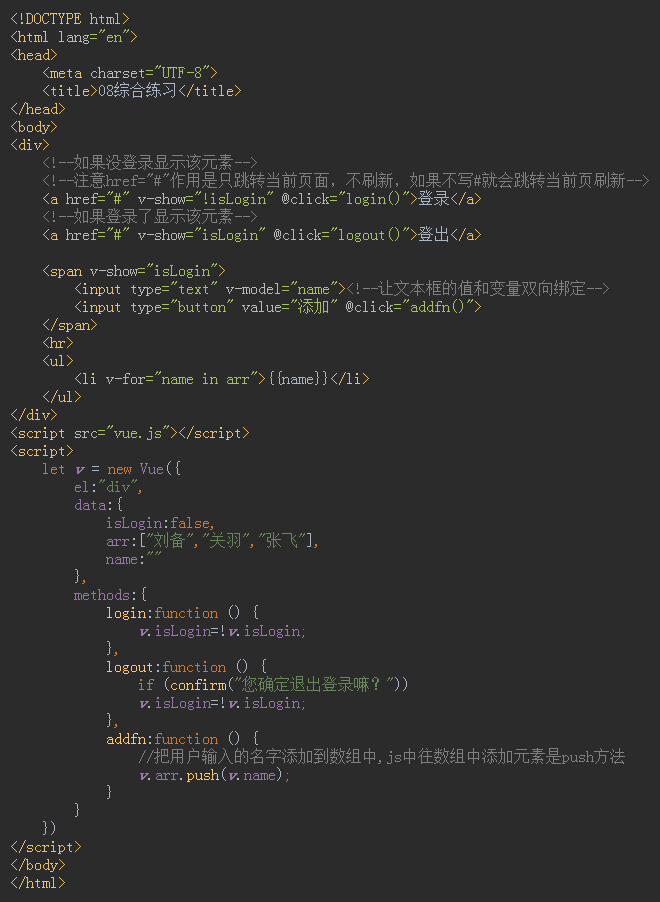 <!DOCTYPE html>
<html lang="en">
<head>
    <meta charset="UTF-8">
    <title>08综合练习</title>
</head>
<body>
<div>
    <!--如果没登录显示该元素-->
    <!--注意href="#"作用是只跳转当前页面，不刷新，如果不写#就会跳转当前页刷新-->
    <a href="#" v-show="!isLogin" @click="login()">登录</a>
    <!--如果登录了显示该元素-->
    <a href="#" v-show="isLogin" @click="logout()">登出</a>

    <span v-show="isLogin">
        <input type="text" v-model="name"><!--让文本框的值和变量双向绑定-->
        <input type="button" value="添加" @click="addfn()">
    </span>
    <hr>
    <ul>
        <li v-for="name in arr">{{name}}</li>
    </ul>
</div>
<script src="vue.js"></script>
<script>
    let v = new Vue({
        el:"div",
        data:{
            isLogin:false,
            arr:["刘备","关羽","张飞"],
            name:""
        },
        methods:{
            login:function () {
                v.isLogin=!v.isLogin;
            },
            logout:function () {
                if (confirm("您确定退出登录嘛？"))
                v.isLogin=!v.isLogin;
            },
            addfn:function () {
                //把用户输入的名字添加到数组中,js中往数组中添加元素是push方法
                v.arr.push(v.name);
            }
        }
    })
</script>
</body>
</html>